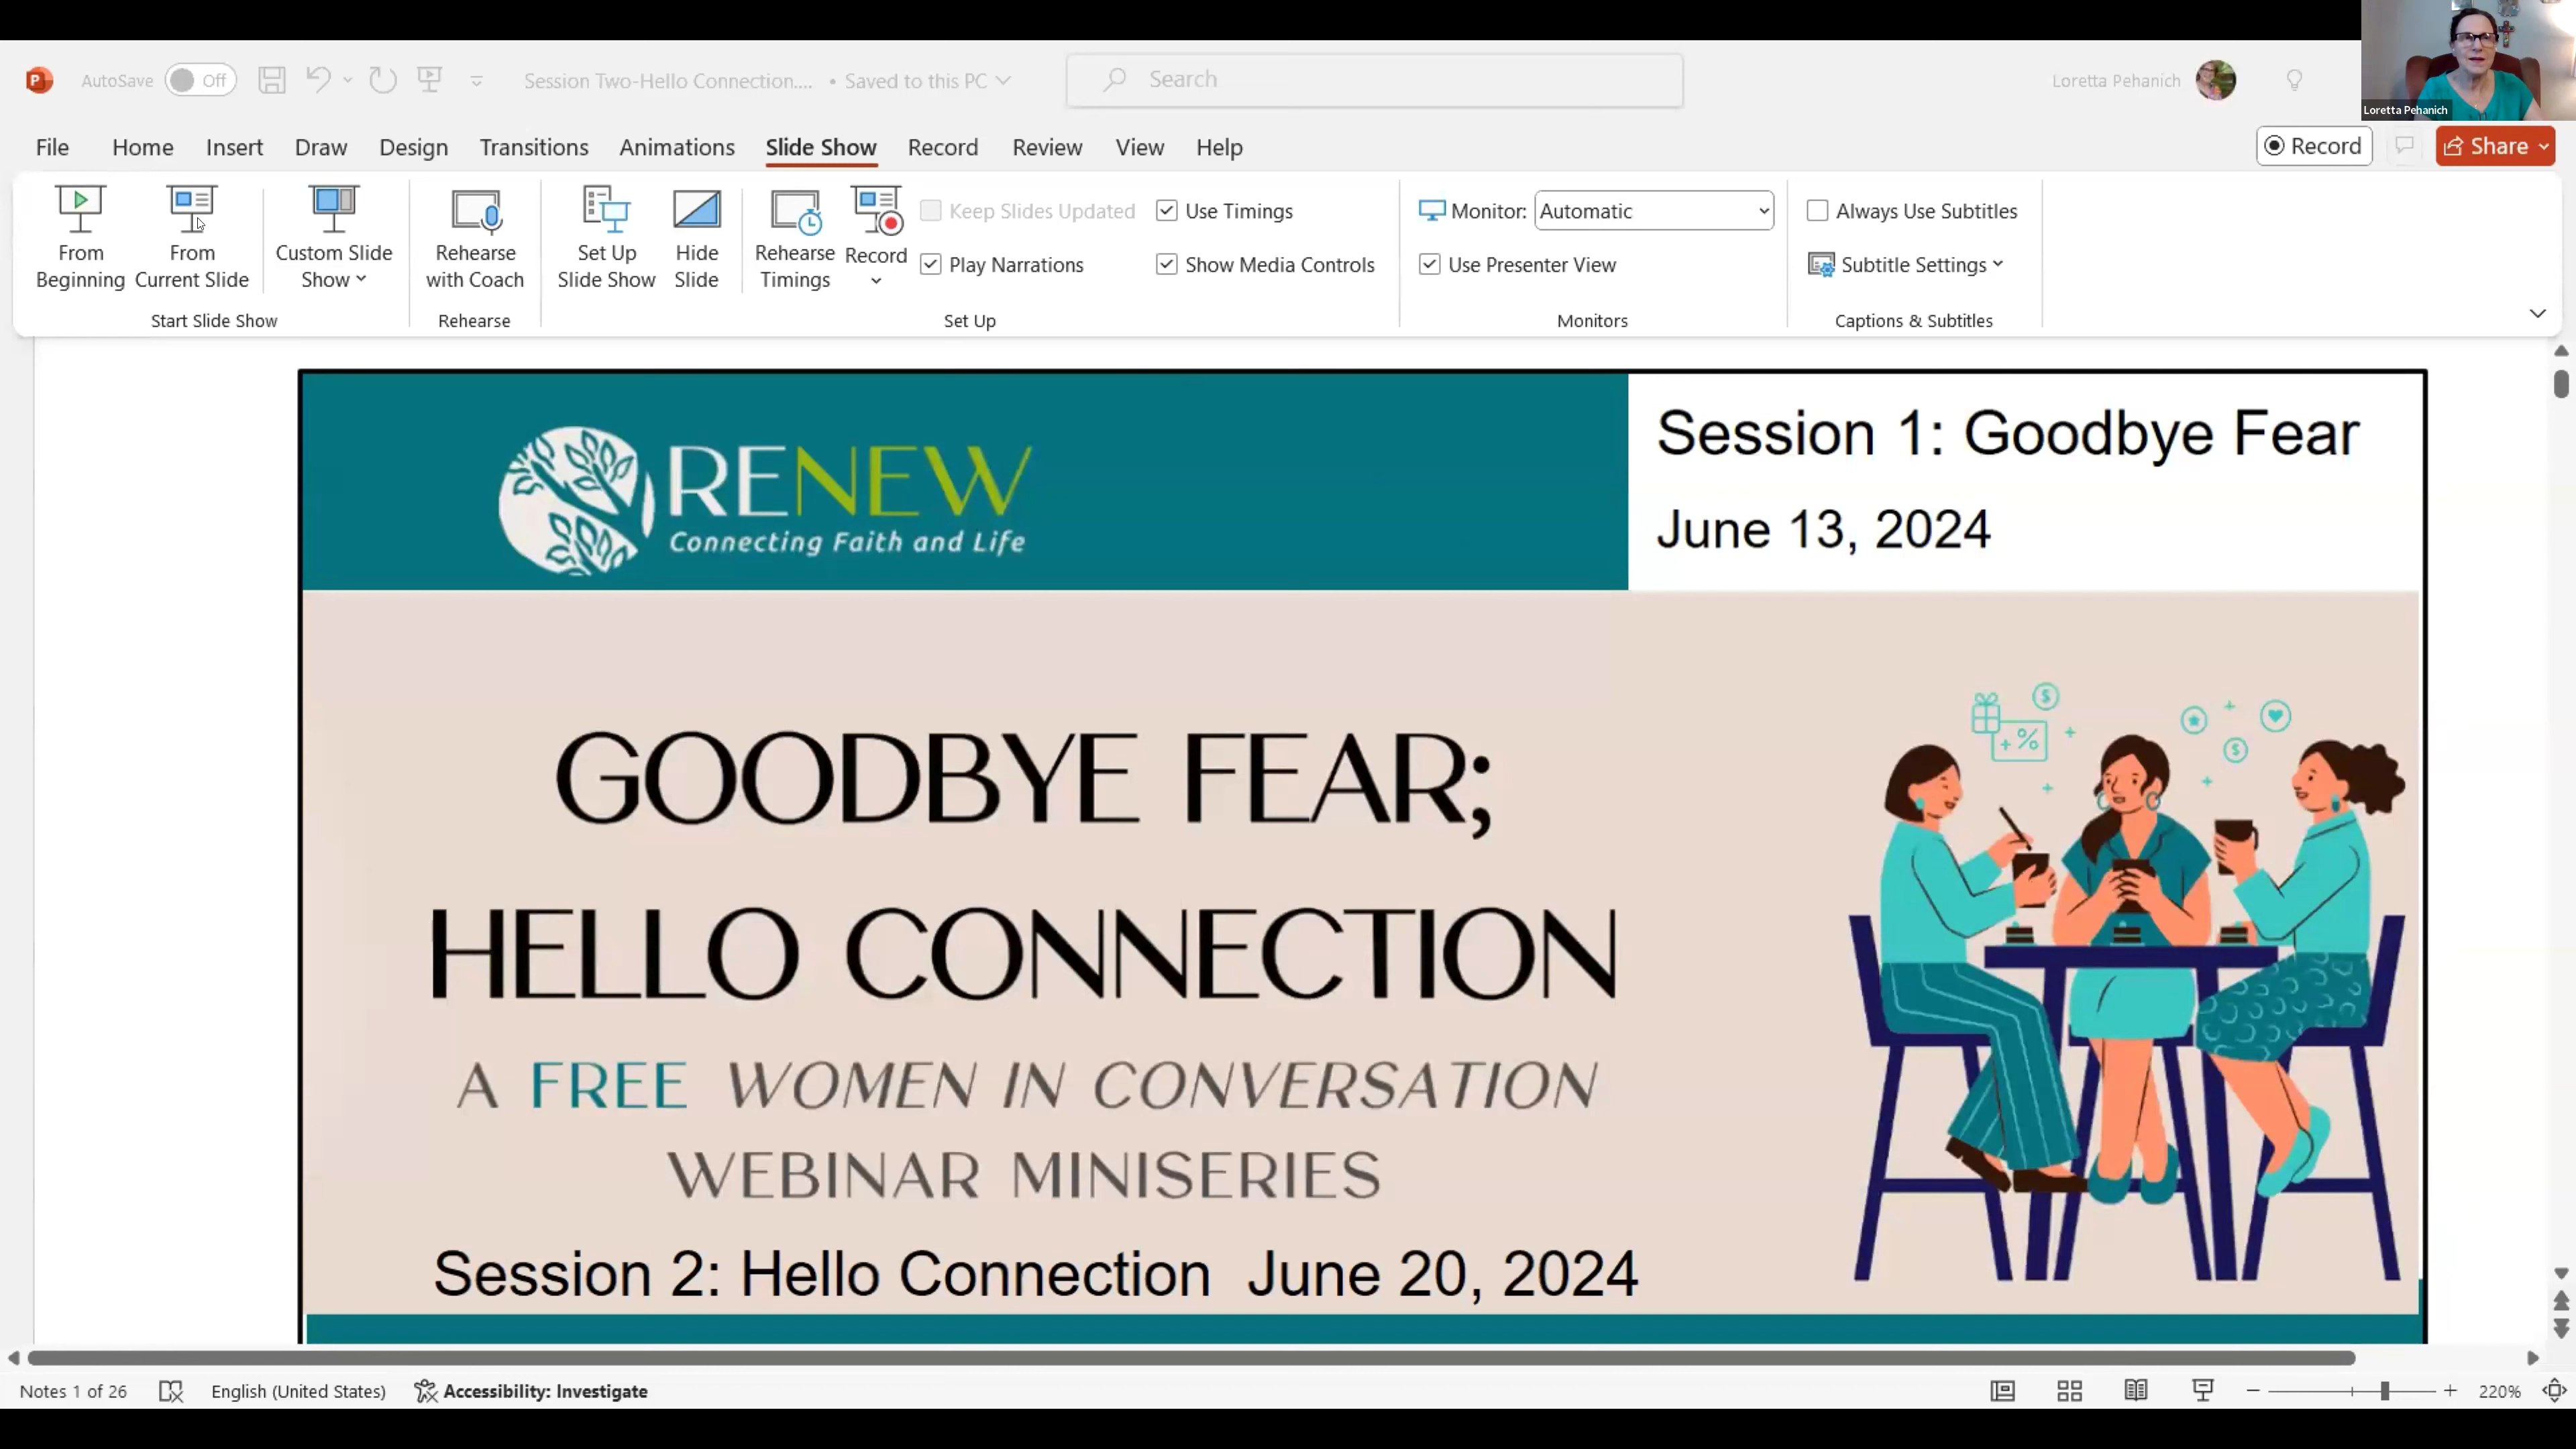 AutoSave Off
Session Two-Hello Connection.... • Saved to this PC
Search
Loretta Pehanich
Loretta Pehanich
File Home Insert Draw Design Transitions Animations Slide Show Record Review View Help
Record
Share
From Beginning
From Current Slide
Custom Slide Show
Rehearse with Coach
Set Up Slide Show
Hide Slide
Rehearse Timings
Record
Keep Slides Updated
Use Timings
Play Narrations
Show Media Controls
Monitor: Automatic
Use Presenter View
Always Use Subtitles
Subtitle Settings
Start Slide Show
Rehearse
Set Up
Monitors
Captions & Subtitles
RENEW
Connecting Faith and Life
Session 1: Goodbye Fear
June 13, 2024
GOODBYE FEAR;
HELLO CONNECTION
A FREE WOMEN IN CONVERSATION
WEBINAR MINISERIES
Session 2: Hello Connection June 20, 2024
Notes 1 of 26
English (United States)
Accessibility: Investigate
220%